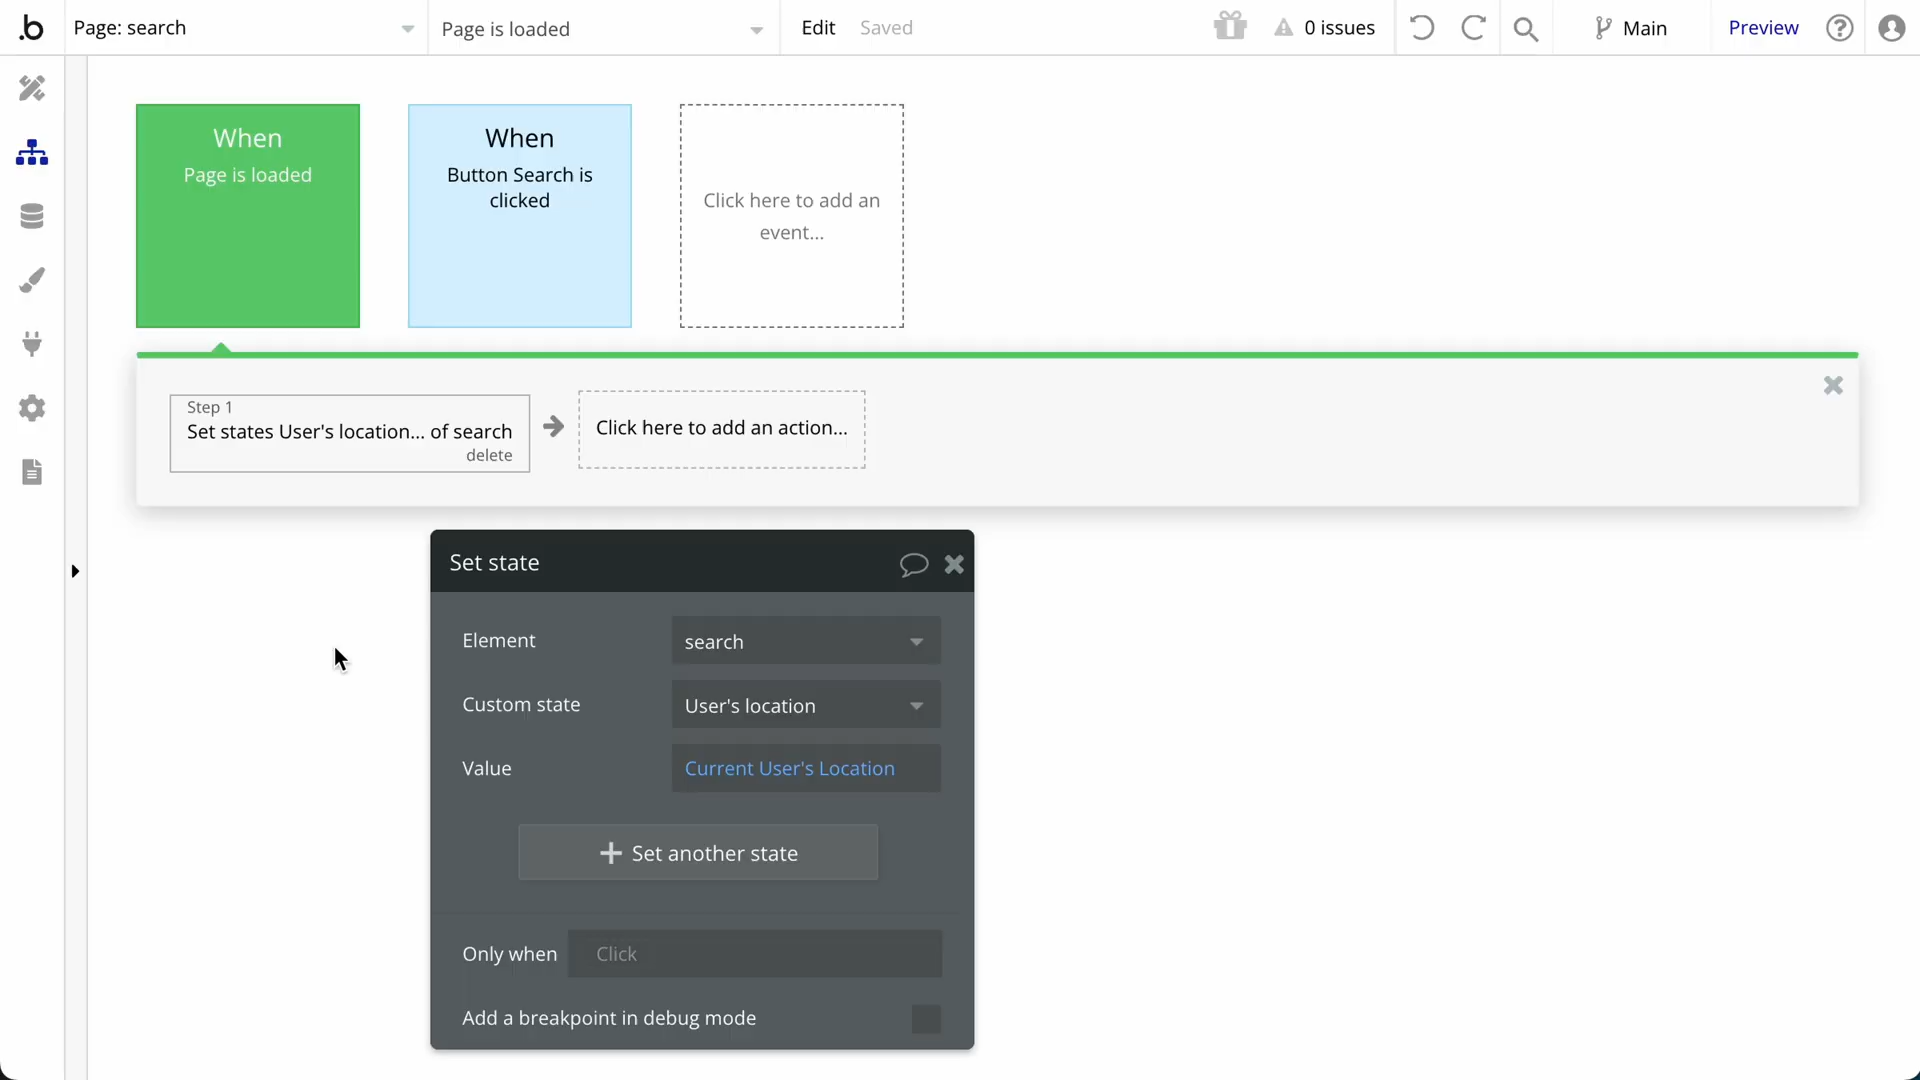 .b
Page: search
Page is loaded
Edit
Saved
0 issues
Main
Preview
When
Page is loaded
When
Button Search is
clicked
Click here to add an
event...
Step 1
Set states User's location... of search
delete
Click here to add an action...
Set state
Element
search
Custom state
User's location
Value
Current User's Location
Set another state
Only when
Click
Add a breakpoint in debug mode